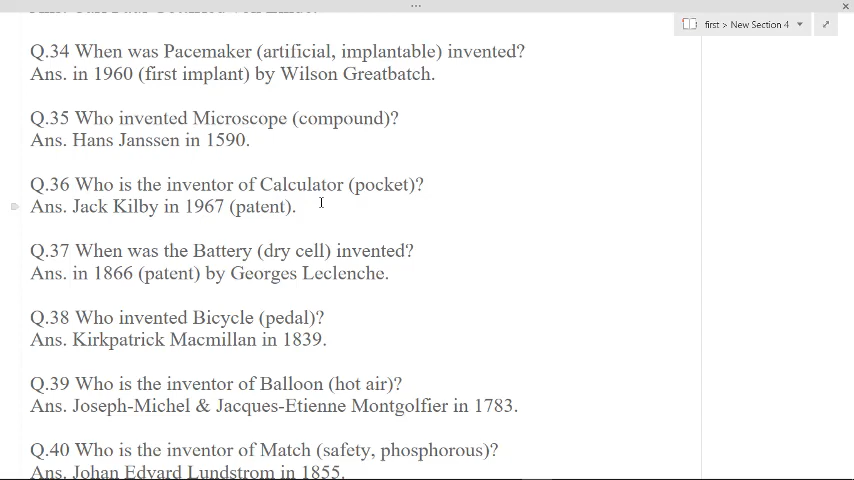 first > New Section 4
Q.34 When was Pacemaker (artificial, implantable) invented?
Ans. in 1960 (first implant) by Wilson Greatbatch.
Q.35 Who invented Microscope (compound)?
Ans. Hans Janssen in 1590.
Q.36 Who is the inventor of Calculator (pocket)?
Ans. Jack Kilby in 1967 (patent).
Q.37 When was the Battery (dry cell) invented?
Ans. in 1866 (patent) by Georges Leclenche.
Q.38 Who invented Bicycle (pedal)?
Ans. Kirkpatrick Macmillan in 1839.
Q.39 Who is the inventor of Balloon (hot air)?
Ans. Joseph-Michel & Jacques-Etienne Montgolfier in 1783.
Q.40 Who is the inventor of Match (safety, phosphorous)?
Ans. Johan Edvard Lundstrom in 1855.